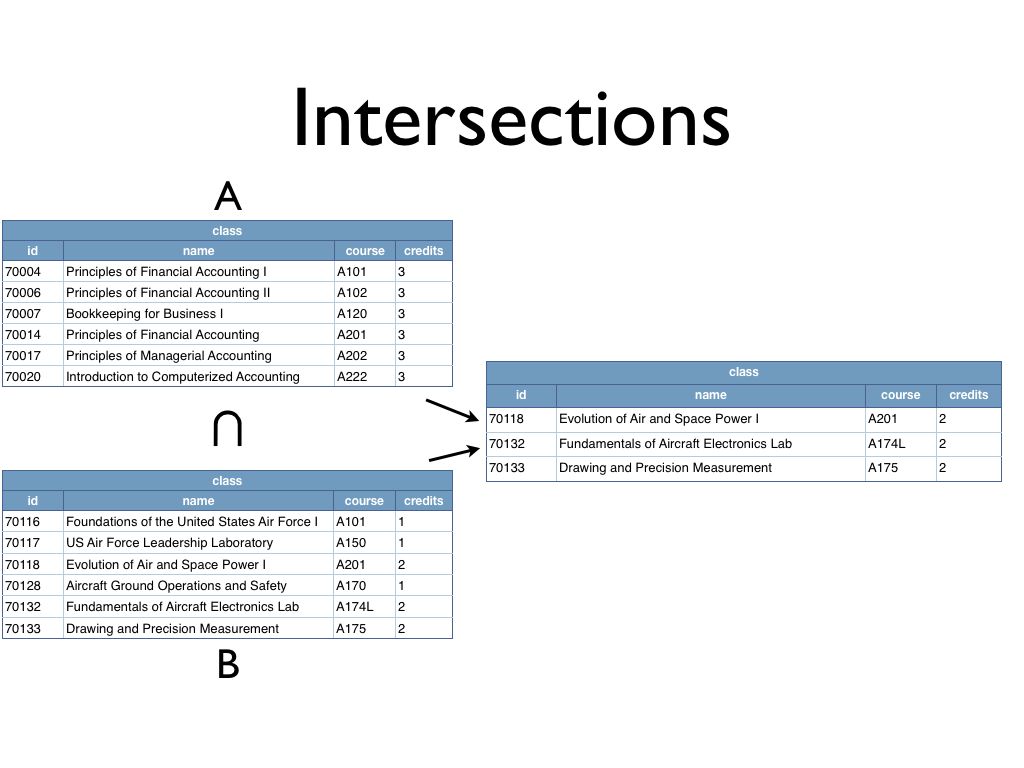 Intersections
A
class
id name course credits
70004 Principles of Financial Accounting I A101 3
70006 Principles of Financial Accounting II A102 3
70007 Bookkeeping for Business I A120 3
70014 Principles of Financial Accounting A201 3
70017 Principles of Managerial Accounting A202 3
70020 Introduction to Computerized Accounting A222 3
∩
class
id name course credits
70116 Foundations of the United States Air Force I A101 1
70117 US Air Force Leadership Laboratory A150 1
70118 Evolution of Air and Space Power I A201 2
70128 Aircraft Ground Operations and Safety A170 1
70132 Fundamentals of Aircraft Electronics Lab A174L 2
70133 Drawing and Precision Measurement A175 2
B
class
id name course credits
70118 Evolution of Air and Space Power I A201 2
70132 Fundamentals of Aircraft Electronics Lab A174L 2
70133 Drawing and Precision Measurement A175 2